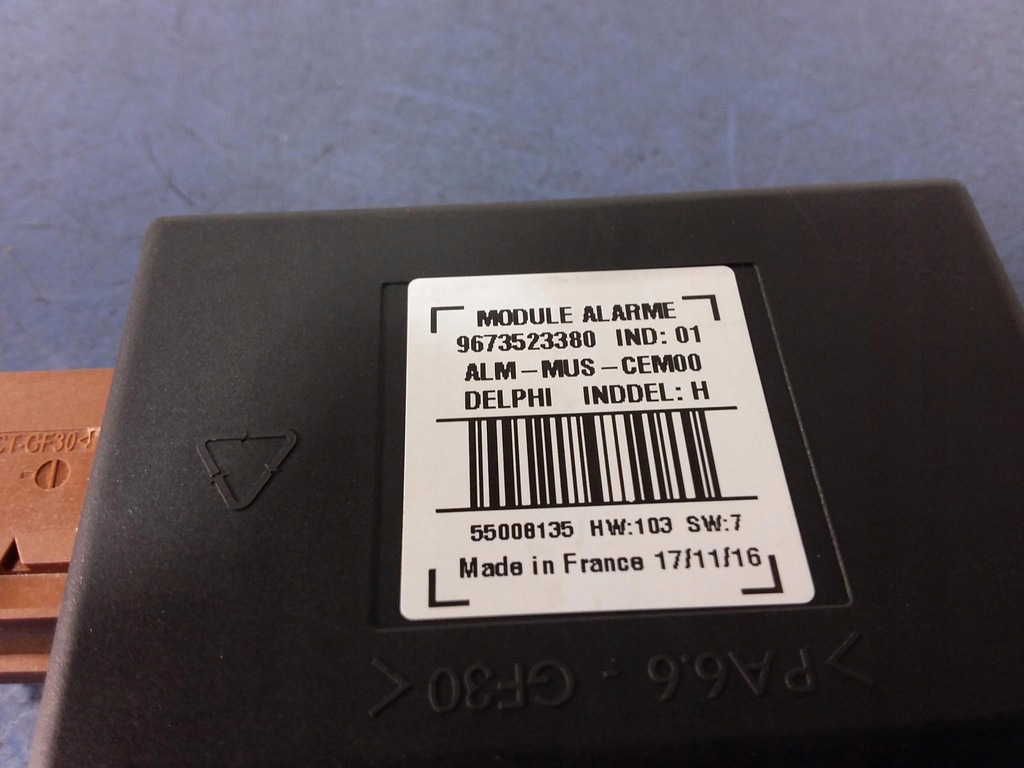 MODULE ALARME
9673523380 IND: 01
ALM-MUS-CEM00
DELPHI INDDEL: H
55008135 HW:103 SW:7
Made in France 17/11/16
>PA6.6 - GF30<
GF30